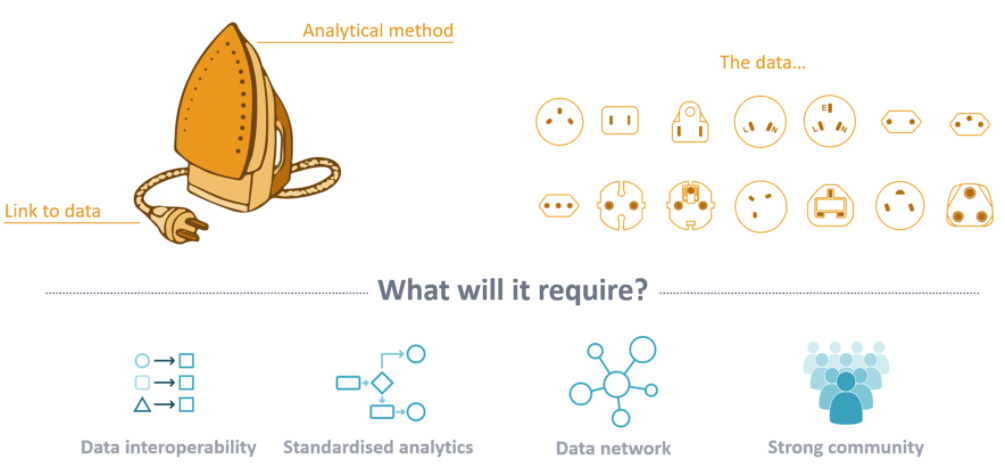 Analytical method
The data...
L N
E
L N
Link to data
What will it require?
Data interoperability
Standardised analytics
Data network
Strong community